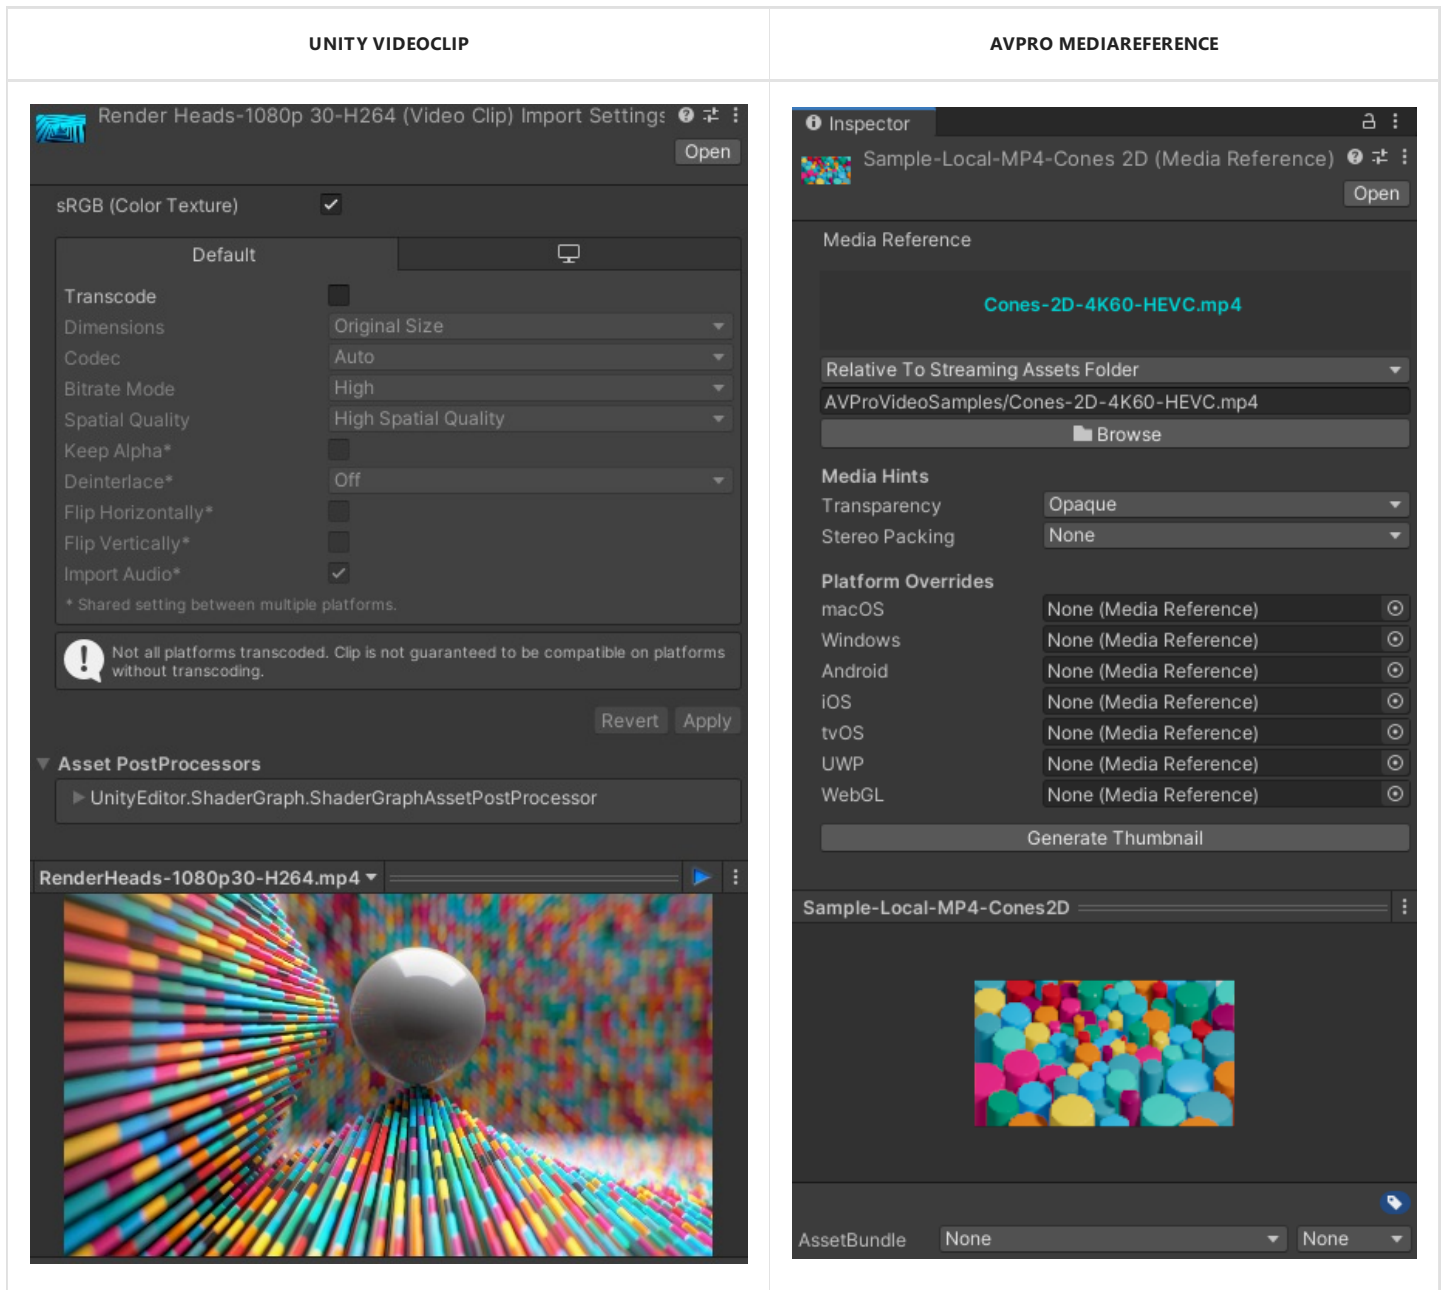 UNITY VIDEOCLIP
AVPRO MEDIAREFERENCE
Render Heads-1080p 30-H264 (Video Clip) Import Settings
Open
sRGB (Color Texture)
Default
Transcode
Dimensions Original Size
Codec Auto
Bitrate Mode High
Spatial Quality High Spatial Quality
Keep Alpha*
Deinterlace* Off
Flip Horizontally*
Flip Vertically*
Import Audio*
* Shared setting between multiple platforms.
Not all platforms transcoded. Clip is not guaranteed to be compatible on platforms
without transcoding.
Revert Apply
Asset PostProcessors
UnityEditor.ShaderGraph.ShaderGraphAssetPostProcessor
RenderHeads-1080p30-H264.mp4
Inspector
Sample-Local-MP4-Cones 2D (Media Reference)
Open
Media Reference
Cones-2D-4K60-HEVC.mp4
Relative To Streaming Assets Folder
AVProVideoSamples/Cones-2D-4K60-HEVC.mp4
Browse
Media Hints
Transparency Opaque
Stereo Packing None
Platform Overrides
macOS None (Media Reference)
Windows None (Media Reference)
Android None (Media Reference)
iOS None (Media Reference)
tvOS None (Media Reference)
UWP None (Media Reference)
WebGL None (Media Reference)
Generate Thumbnail
Sample-Local-MP4-Cones2D
AssetBundle None None